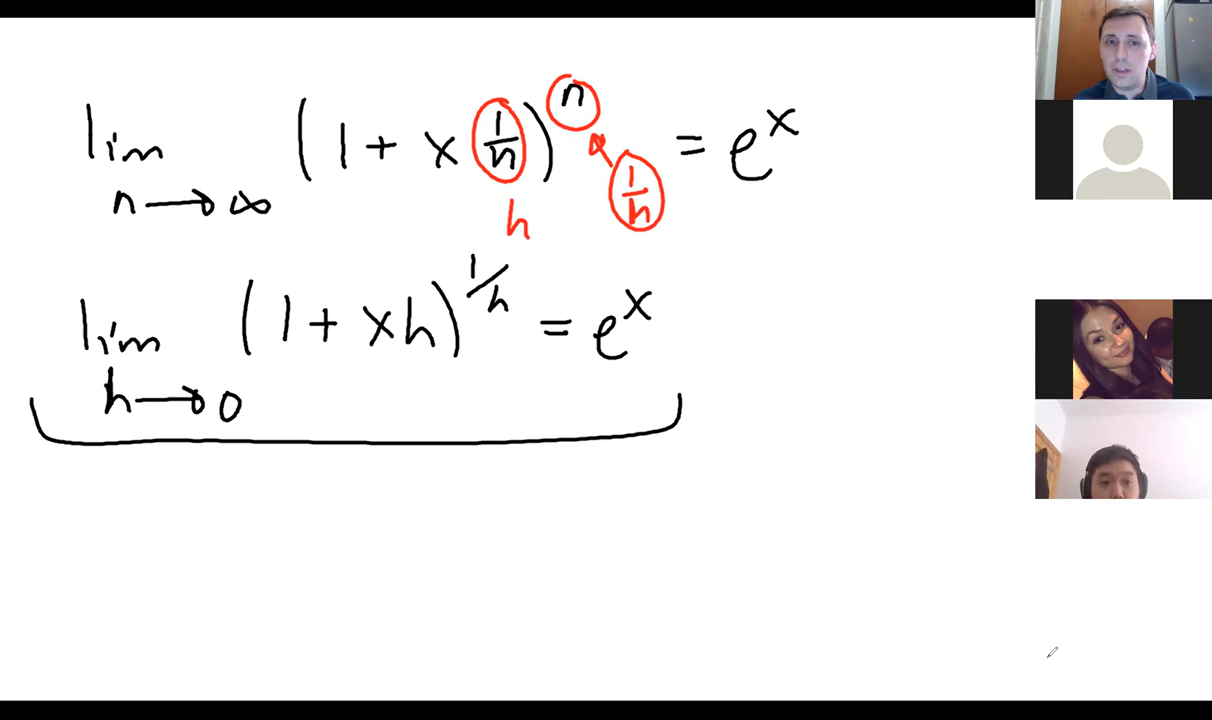 lim (1 + x 1/n)^n = e^x
n → ∞ h 1/h
lim (1 + xh)^1/h = e^x
h → 0